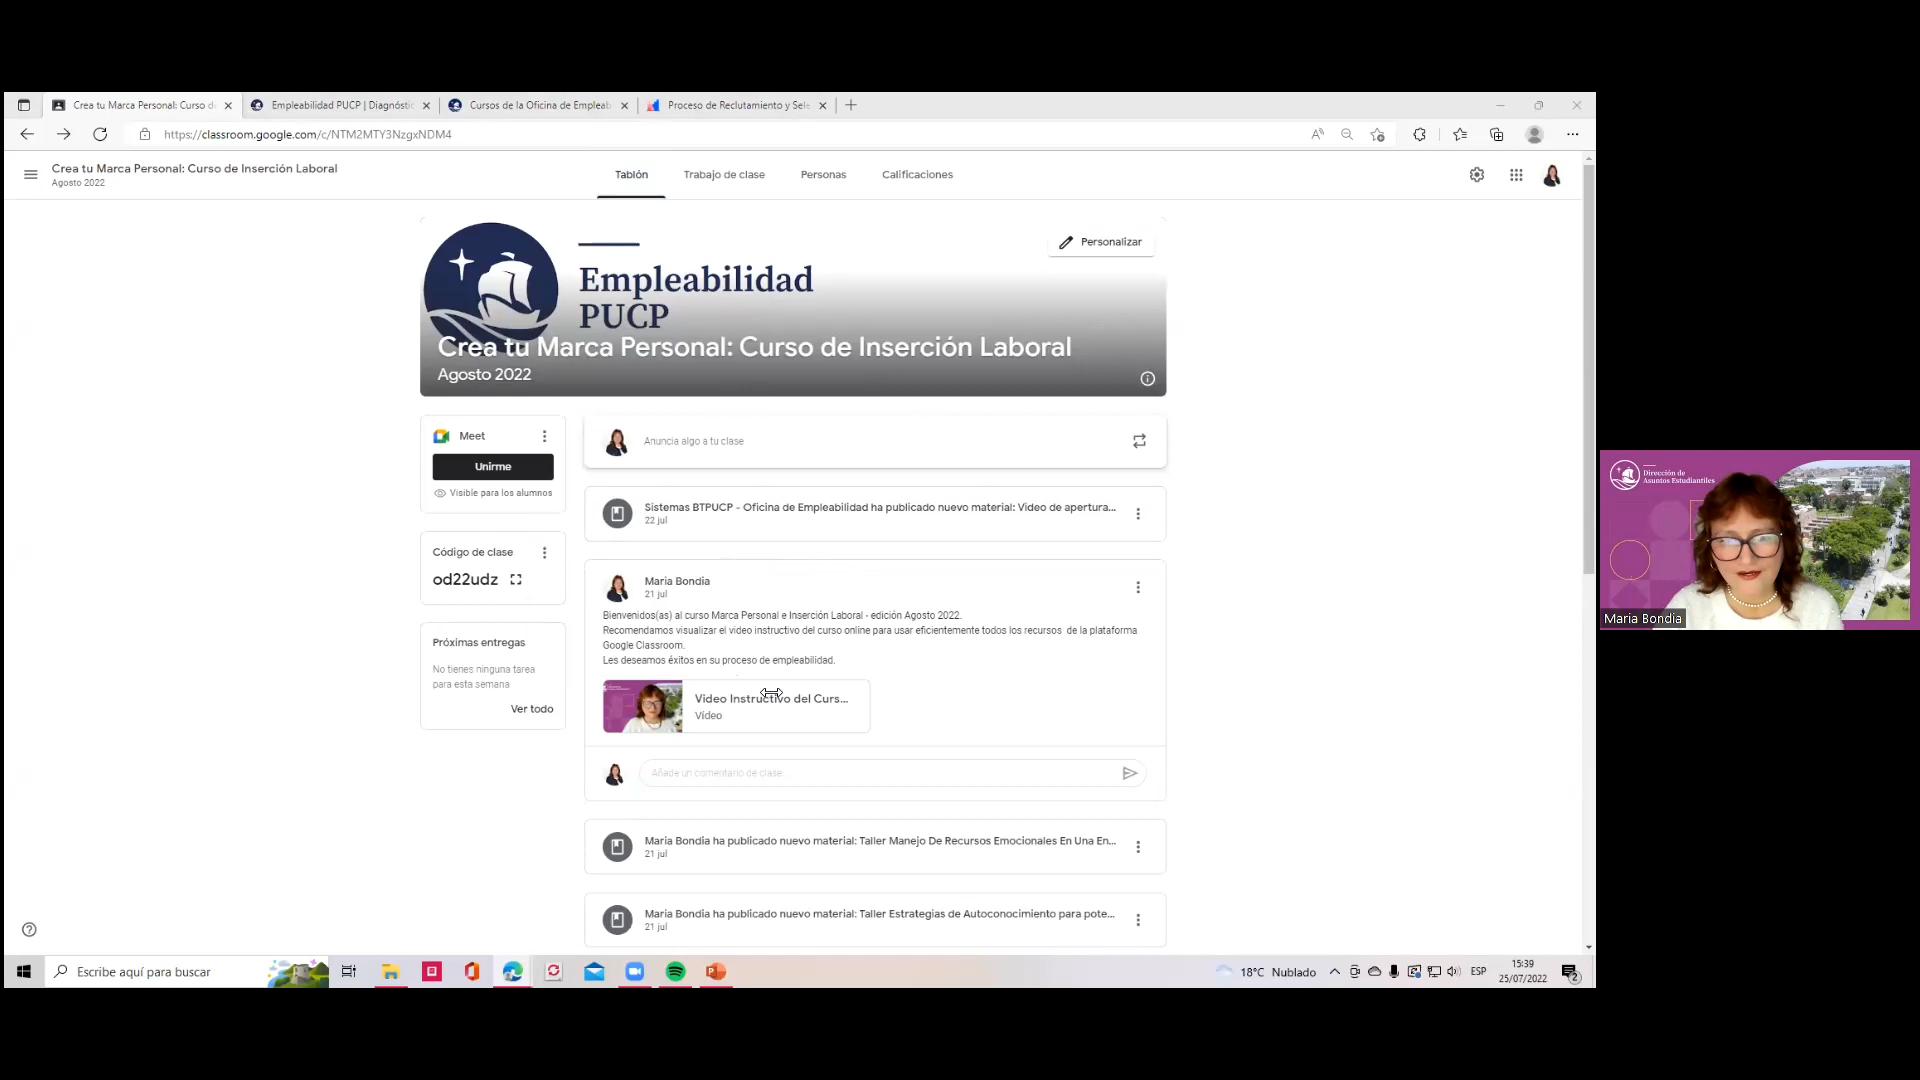 Crea tu Marca Personal: Curso de
Empleabilidad PUCP | Diagnóstic
Cursos de la Oficina de Empleab
Proceso de Reclutamiento y Sele
https://classroom.google.com/c/NTM2MTY3NzgxNDM4
Crea tu Marca Personal: Curso de Inserción Laboral
Agosto 2022
Tablón
Trabajo de clase
Personas
Calificaciones
Personalizar
Empleabilidad
PUCP
Crea tu Marca Personal: Curso de Inserción Laboral
Agosto 2022
Meet
Unirme
Visible para los alumnos
Código de clase
od22udz
Próximas entregas
No tienes ninguna tarea
para esta semana
Ver todo
Anuncia algo a tu clase
Sistemas BTPUCP - Oficina de Empleabilidad ha publicado nuevo material: Video de apertura...
22 jul
Maria Bondia
21 jul
Bienvenidos(as) al curso Marca Personal e Inserción Laboral - edición Agosto 2022.
Recomendamos visualizar el video instructivo del curso online para usar eficientemente todos los recursos de la plataforma
Google Classroom.
Les deseamos éxitos en su proceso de empleabilidad.
Video Instructivo del Curs...
Vídeo
Añade un comentario de clase...
Maria Bondia ha publicado nuevo material: Taller Manejo De Recursos Emocionales En Una En...
21 jul
Maria Bondia ha publicado nuevo material: Taller Estrategias de Autoconocimiento para pote...
21 jul
Dirección de
Asuntos Estudiantiles
Maria Bondia
Escribe aquí para buscar
18°C Nublado
ESP
15:39
25/07/2022
2